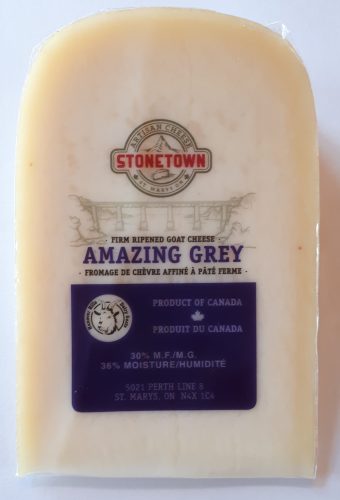 ARTISAN CHEESE
STONETOWN
ST. MARYS ON
· FIRM RIPENED GOAT CHEESE ·
AMAZING GREY
· FROMAGE DE CHÈVRE AFFINÉ À PÂTÉ FERME ·
PRODUCT OF CANADA
PRODUIT DU CANADA
30% M.F./M.G.
36% MOISTURE/HUMIDITÉ
5021 PERTH LINE 8
ST. MARYS, ON N4X 1C4